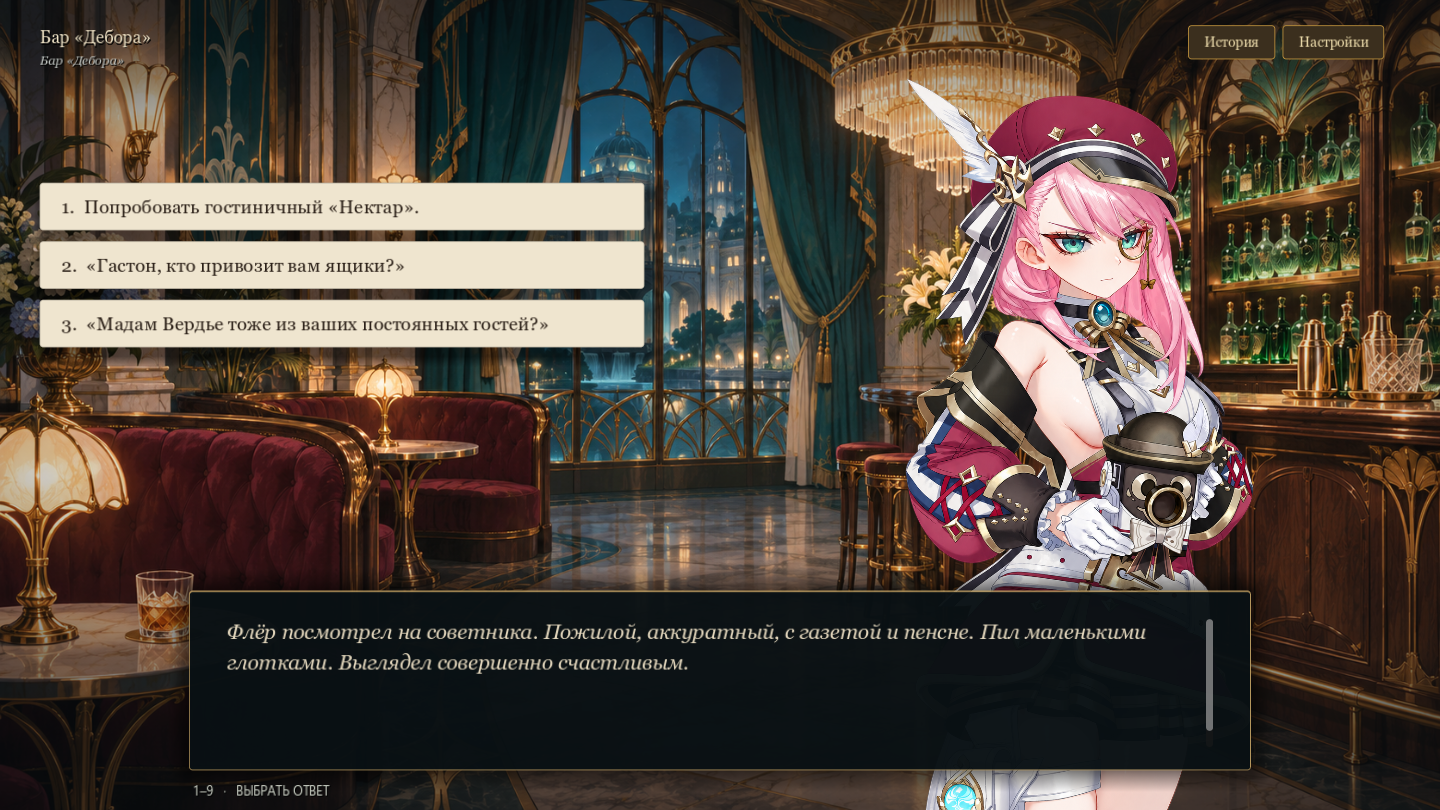 Бар «Дебора»
Бар «Дебора»
История
Настройки
1. Попробовать гостиничный «Нектар».
2. «Гастон, кто привозит вам ящики?»
3. «Мадам Вердье тоже из ваших постоянных гостей?»
Флёр посмотрел на советника. Пожилой, аккуратный, с газетой и пенсне. Пил маленькими
глотками. Выглядел совершенно счастливым.
1–9 · ВЫБРАТЬ ОТВЕТ